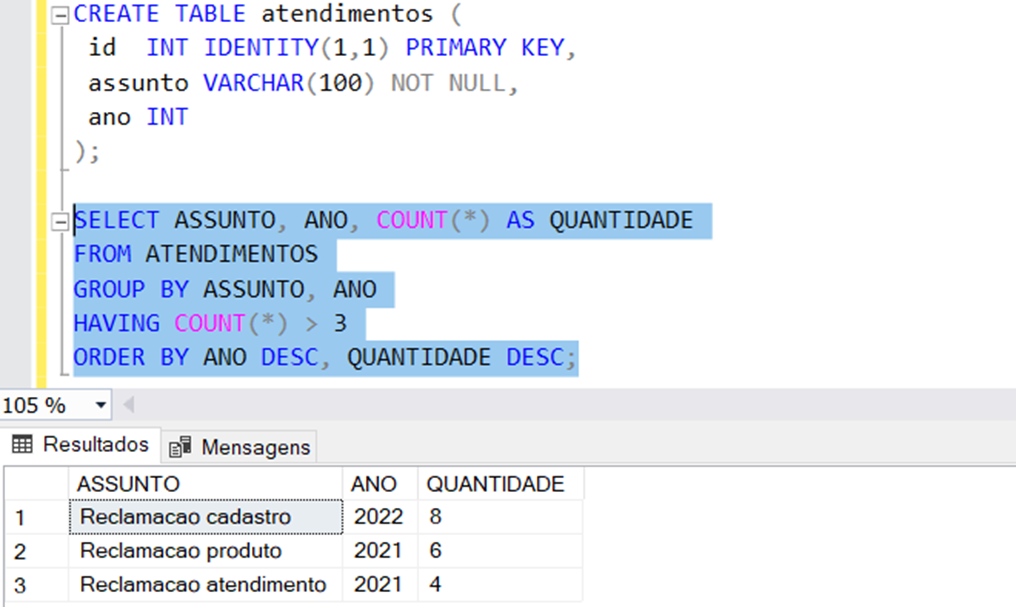 CREATE TABLE atendimentos (
id INT IDENTITY(1,1) PRIMARY KEY,
assunto VARCHAR(100) NOT NULL,
ano INT
);
SELECT ASSUNTO, ANO, COUNT(*) AS QUANTIDADE
FROM ATENDIMENTOS
GROUP BY ASSUNTO, ANO
HAVING COUNT(*) > 3
ORDER BY ANO DESC, QUANTIDADE DESC;
105 %
Resultados Mensagens
ASSUNTO ANO QUANTIDADE
1 Reclamacao cadastro 2022 8
2 Reclamacao produto 2021 6
3 Reclamacao atendimento 2021 4